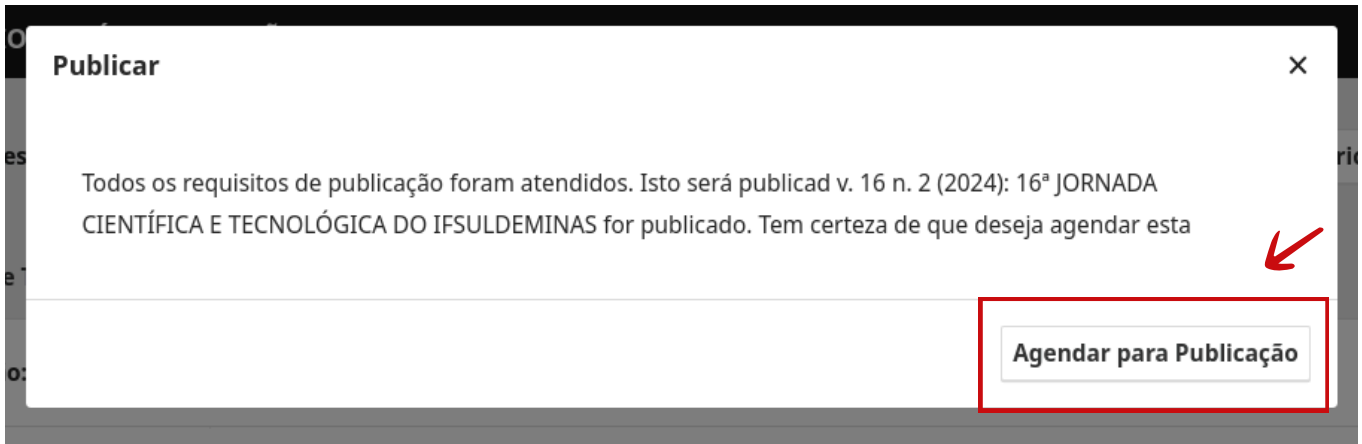 Publicar
Todos os requisitos de publicação foram atendidos. Isto será publicad v. 16 n. 2 (2024): 16ª JORNADA
CIENTÍFICA E TECNOLÓGICA DO IFSULDEMINAS for publicado. Tem certeza de que deseja agendar esta
Agendar para Publicação